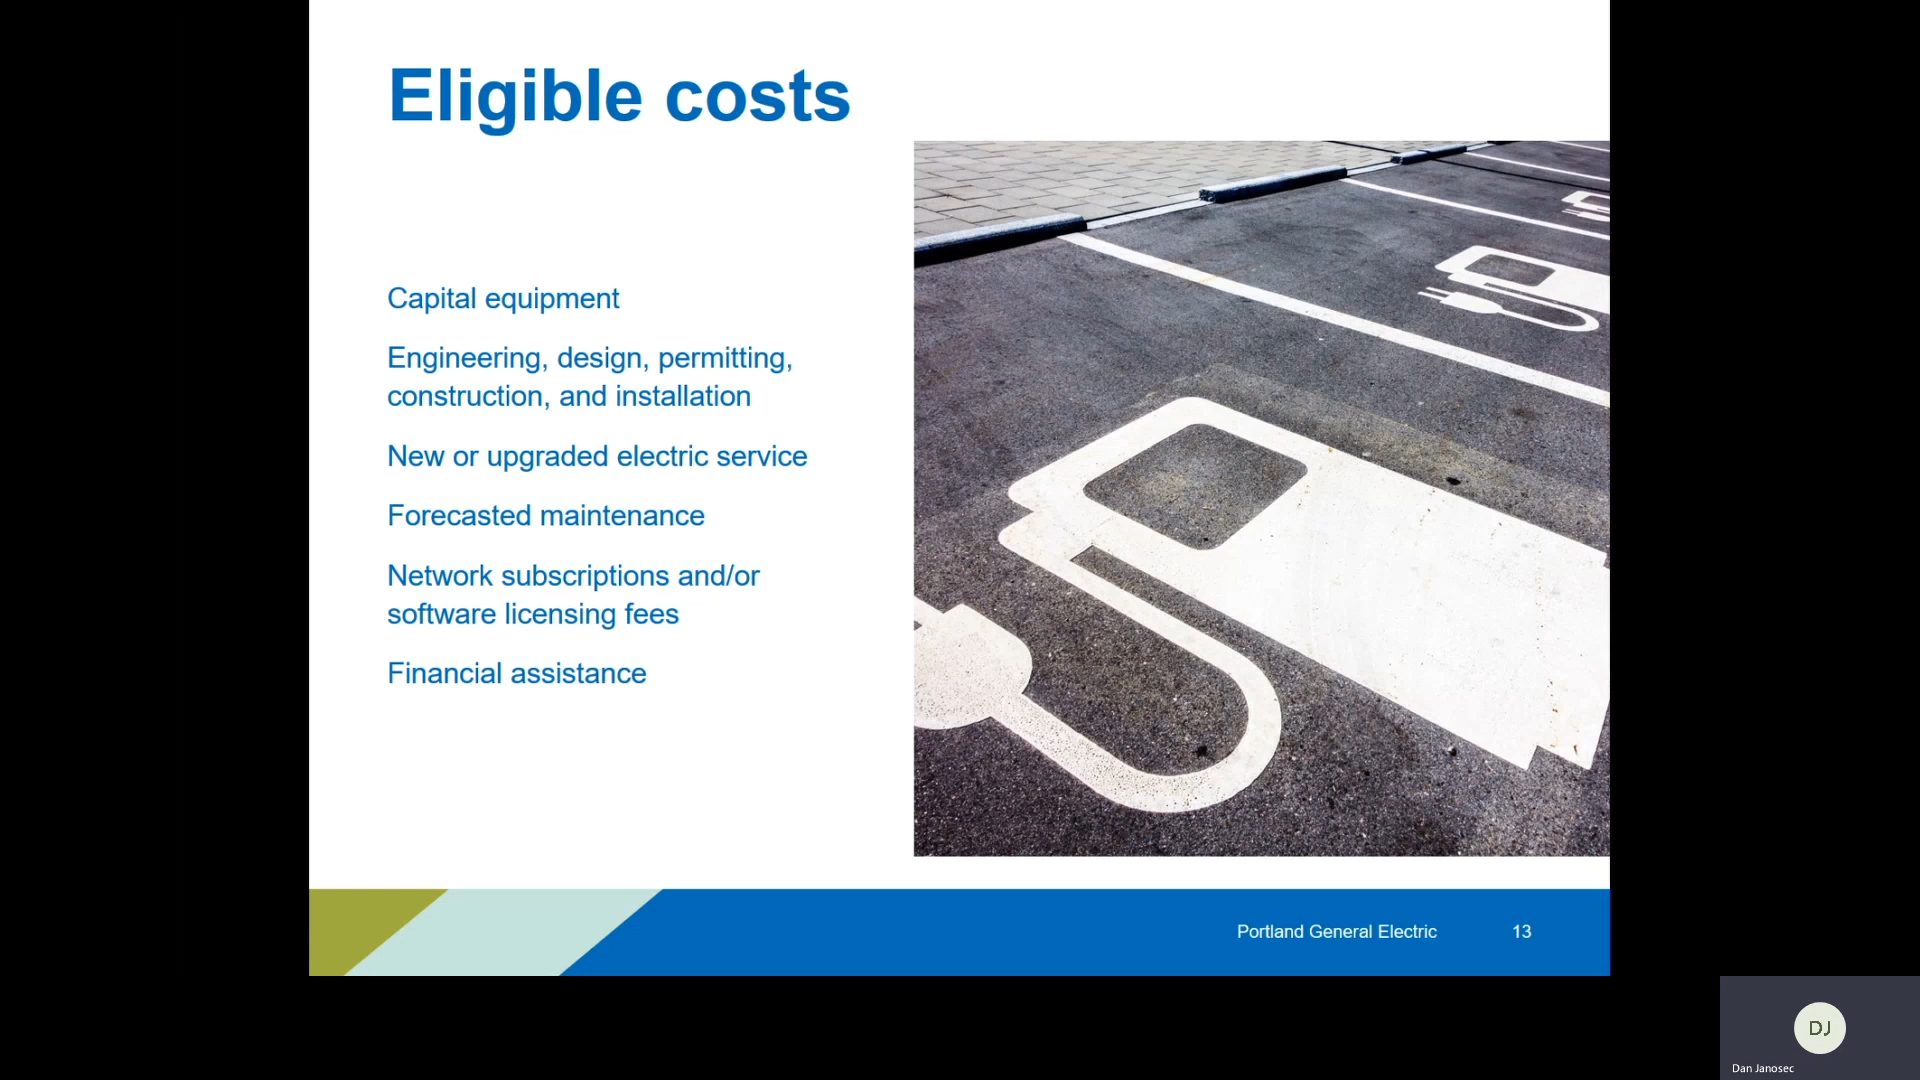 Eligible costs
Capital equipment
Engineering, design, permitting,
construction, and installation
New or upgraded electric service
Forecasted maintenance
Network subscriptions and/or
software licensing fees
Financial assistance
Portland General Electric 13
DJ
Dan Janosec